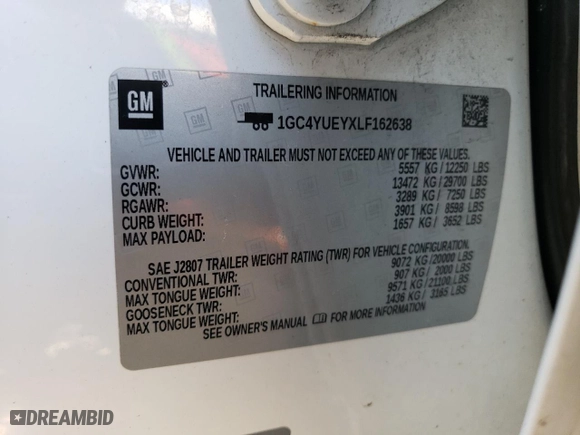 GM
TRAILERING INFORMATION
1GC4YUEYXLF162638
VEHICLE AND TRAILER MUST NOT EXCEED ANY OF THESE VALUES.
GVWR: 5557 KG/12250 LBS
GCWR: 13472 KG/29700 LBS
RGAWR: 3289 KG/ 7250 LBS
CURB WEIGHT: 3901 KG/ 8598 LBS
MAX PAYLOAD: 1657 KG/ 3652 LBS
SAE J2807 TRAILER WEIGHT RATING (TWR) FOR VEHICLE CONFIGURATION.
CONVENTIONAL TWR: 9072 KG/20000 LBS
MAX TONGUE WEIGHT: 907 KG/ 2000 LBS
GOOSENECK TWR: 9571 KG/21100 LBS
MAX TONGUE WEIGHT: 1436 KG/ 3165 LBS
SEE OWNER'S MANUAL FOR MORE INFORMATION
DREAMBID